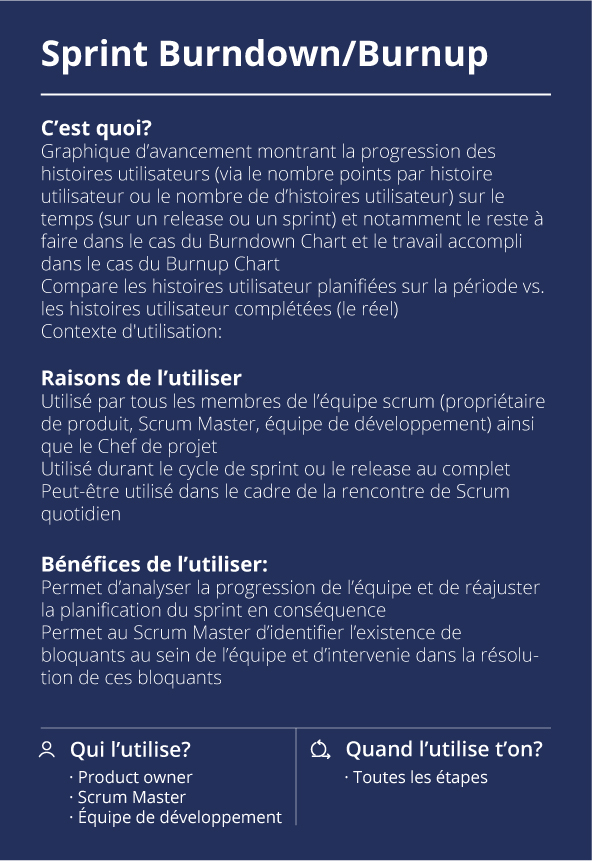 Sprint Burndown/Burnup
C’est quoi?
Graphique d’avancement montrant la progression des
histoires utilisateurs (via le nombre points par histoire
utilisateur ou le nombre de d’histoires utilisateur) sur le
temps (sur un release ou un sprint) et notamment le reste à
faire dans le cas du Burndown Chart et le travail accompli
dans le cas du Burnup Chart
Compare les histoires utilisateur planifiées sur la période vs.
les histoires utilisateur complétées (le réel)
Contexte d'utilisation:
Raisons de l’utiliser
Utilisé par tous les membres de l’équipe scrum (propriétaire
de produit, Scrum Master, équipe de développement) ainsi
que le Chef de projet
Utilisé durant le cycle de sprint ou le release au complet
Peut-être utilisé dans le cadre de la rencontre de Scrum
quotidien
Bénéfices de l’utiliser:
Permet d’analyser la progression de l’équipe et de réajuster
la planification du sprint en conséquence
Permet au Scrum Master d’identifier l’existence de
bloquants au sein de l’équipe et d’intervenie dans la résolu-
tion de ces bloquants
Qui l’utilise?
· Product owner
· Scrum Master
· Équipe de développement
Quand l’utilise t’on?
· Toutes les étapes